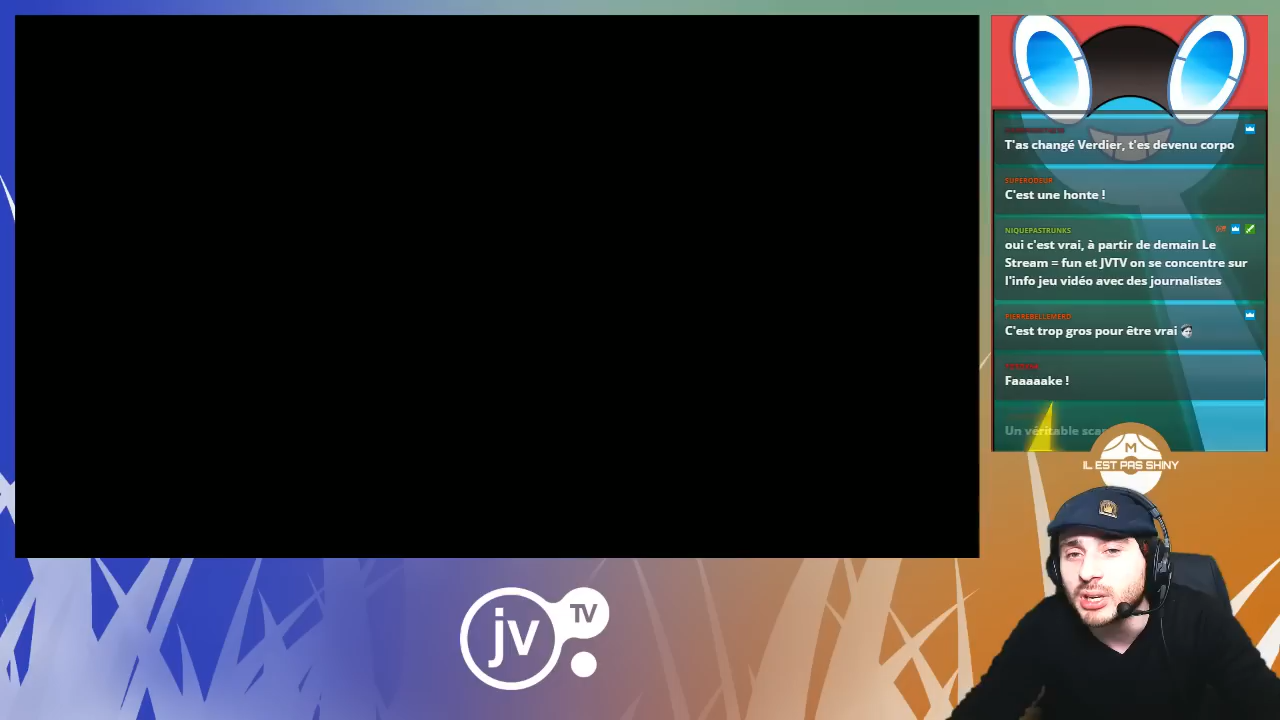 T'as changé Verdier, t'es devenu corpo
SUPERODEUR
C'est une honte !
NIQUEPASTRUNKS
oui c'est vrai, à partir de demain Le
Stream = fun et JVTV on se concentre sur
l'info jeu vidéo avec des journalistes
PIERREBELLEMERD
C'est trop gros pour être vrai
Faaaaake !
Un véritable
M
IL EST PAS SHINY
jv
TV